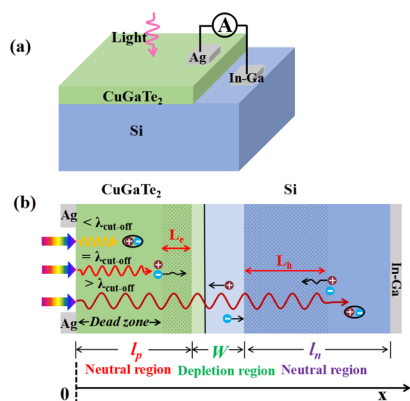 (a)
Light
A
Ag
In-Ga
CuGaTe₂
Si
(b)
CuGaTe₂ Si
Ag
< λcut-off
= λcut-off
> λcut-off
Lₑ
Lₕ
In-Ga
Ag
Dead zone
lₚ W lₙ
Neutral region Depletion region Neutral region
0 x